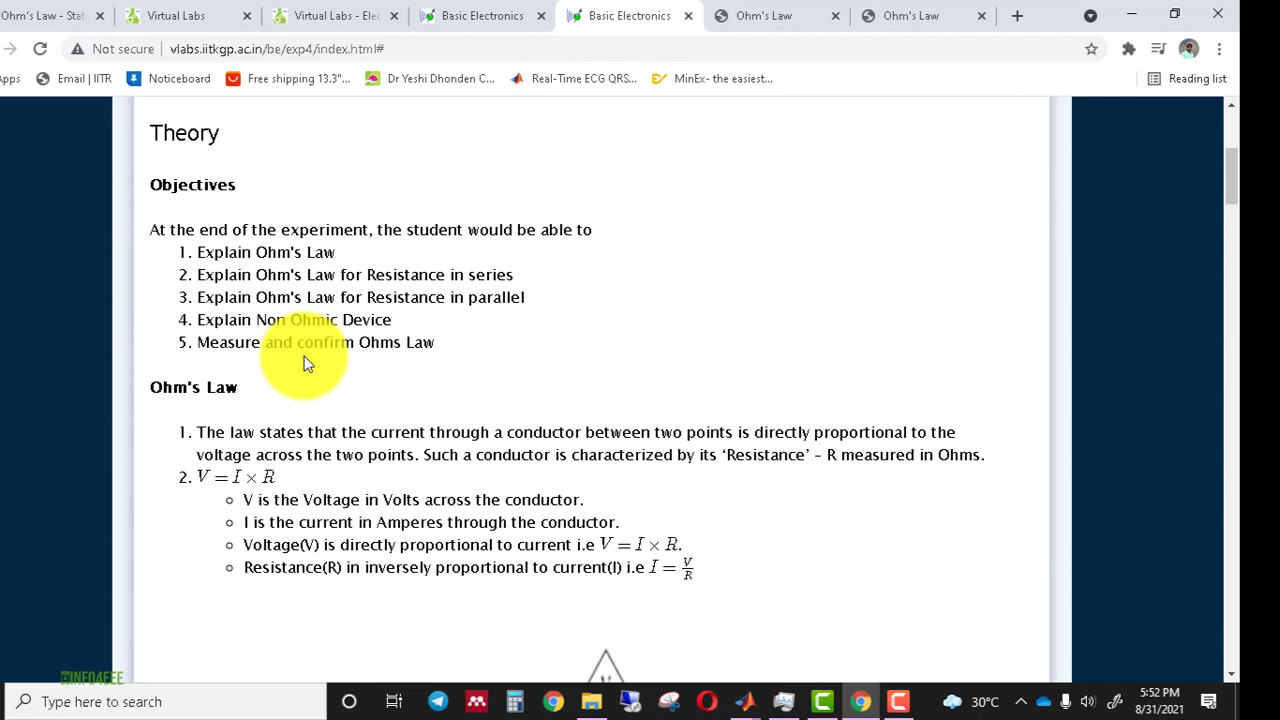 Ohm's Law - Stat
Virtual Labs
Virtual Labs - Elec
Basic Electronics
Basic Electronics
Ohm's Law
Ohm's Law
Not secure
vlabs.iitkgp.ac.in/be/exp4/index.html#
Apps
Email | IITR
Noticeboard
Free shipping 13.3"...
Dr Yeshi Dhonden C...
Real-Time ECG QRS...
MinEx- the easiest...
Reading list
Theory
Objectives
At the end of the experiment, the student would be able to
1. Explain Ohm's Law
2. Explain Ohm's Law for Resistance in series
3. Explain Ohm's Law for Resistance in parallel
4. Explain Non Ohmic Device
5. Measure and confirm Ohms Law
Ohm's Law
1. The law states that the current through a conductor between two points is directly proportional to the
voltage across the two points. Such a conductor is characterized by its ‘Resistance’ – R measured in Ohms.
2. V = I × R
V is the Voltage in Volts across the conductor.
I is the current in Amperes through the conductor.
Voltage(V) is directly proportional to current i.e V = I × R.
Resistance(R) in inversely proportional to current(I) i.e I = V/R
INFO4EEE
Type here to search
30°C
5:52 PM
8/31/2021